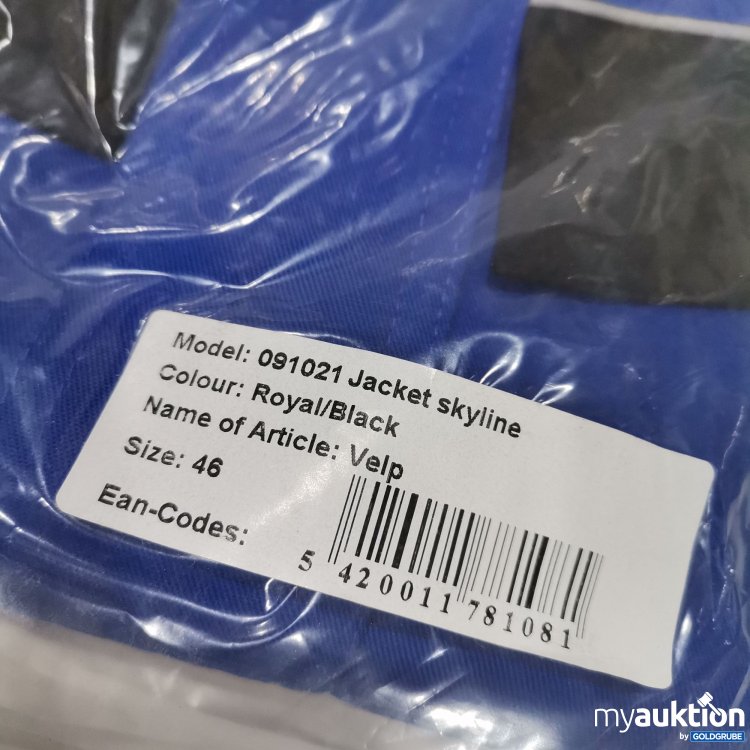 Model: 091021 Jacket skyline
Colour: Royal/Black
Name of Article: Velp
Size: 46
Ean-Codes:
5 420011 781081
myauktion
by GOLDGRUBE